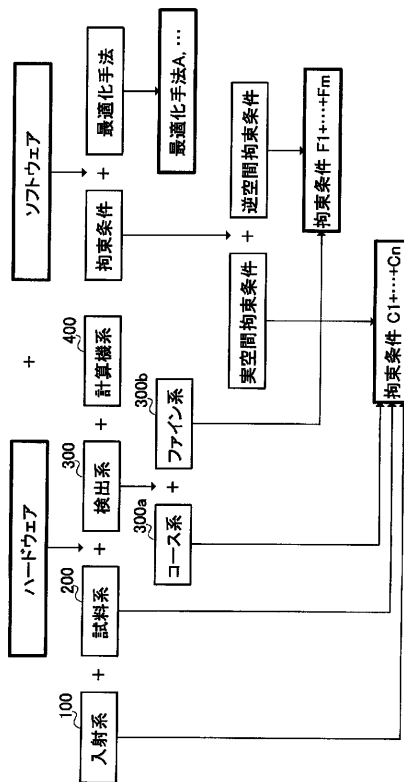 ハードウェア
+
ソフトウェア
100
入射系
+
200
試料系
+
300
検出系
+
400
計算機系
拘束条件
+
最適化手法
300a
コース系
+
300b
ファイン系
最適化手法A, …
実空間拘束条件
+
逆空間拘束条件
拘束条件 C1+…+Cn
拘束条件 F1+…+Fm